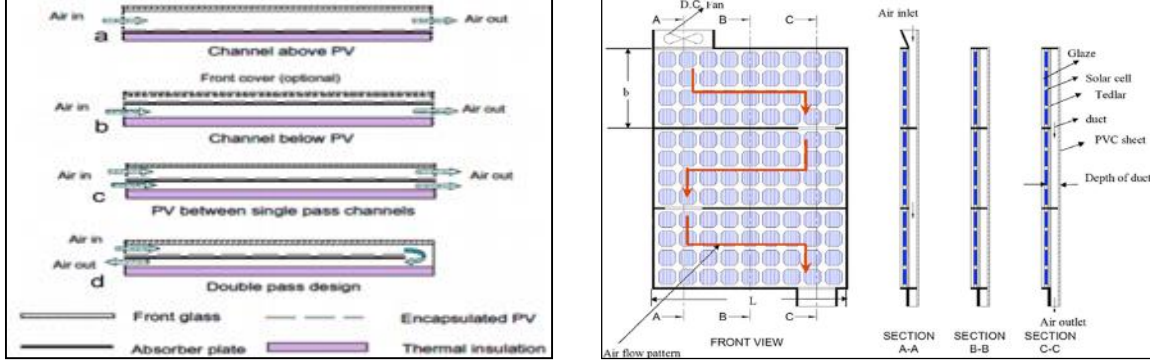 Air in
Air out
a
Channel above PV
Front cover (optional)
Air in
Air out
b
Channel below PV
Air in
Air out
c
PV between single pass channels
Air in
Air out
d
Double pass design
Front glass
Encapsulated PV
Absorber plate
Thermal insulation
D.C. Fan
A B C
b
L
A B C
Air flow pattern
FRONT VIEW
Air inlet
Glaze
Solar cell
Tedlar
duct
PVC sheet
Depth of duct
Air outlet
SECTION SECTION SECTION
A-A B-B C-C